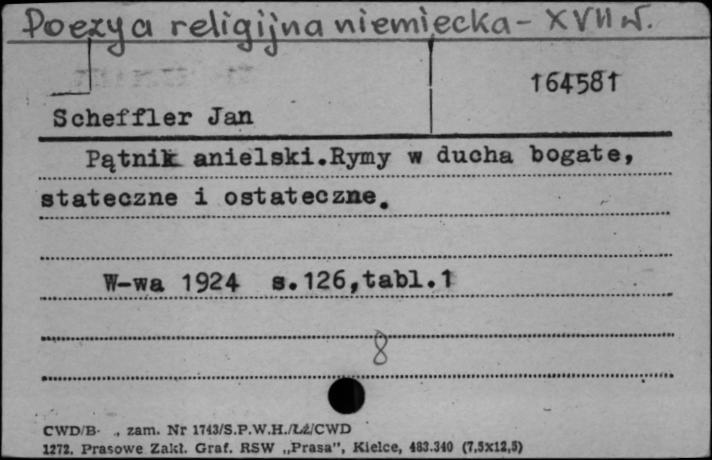 Poezya religijna niemiecka - XVII w.
164581
Scheffler Jan
Pątnik anielski.Rymy w ducha bogate,
stateczne i ostateczne.
W-wa 1924 s.126,tabl.1
8
CWD/B- ., zam. Nr 1743/S.P.W.H./Łź/CWD
1272. Prasowe Zakł. Graf. RSW „Prasa”, Kielce, 483.340 (7,5x12,5)